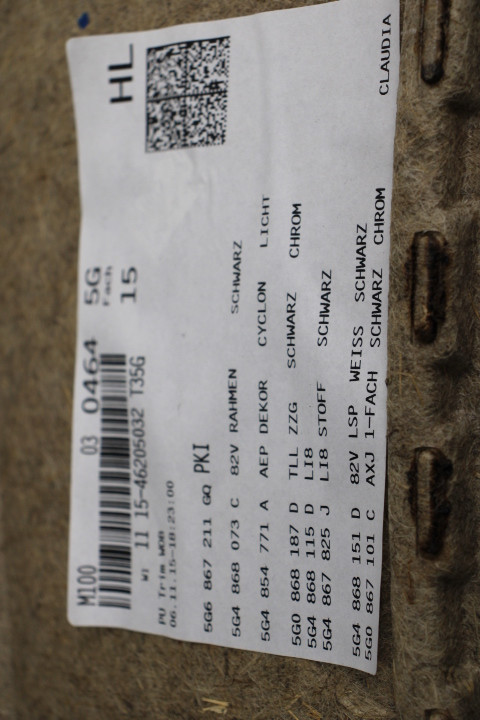 M100 03 0464 5G HL
Fach
WI 11 15-46205032 T35G 15
PU Trim WOB
06.11.15-18:23:00
5G6 867 211 GQ PKI
5G4 868 073 C 82V RAHMEN SCHWARZ
5G4 854 771 A AEP DEKOR CYCLON LICHT
5G0 868 187 D TLL ZZG SCHWARZ CHROM
5G4 868 115 D LI8
5G4 867 825 J LI8 STOFF SCHWARZ
5G4 868 151 D 82V LSP WEISS SCHWARZ
5G0 867 101 C AXJ 1-FACH SCHWARZ CHROM
CLAUDIA